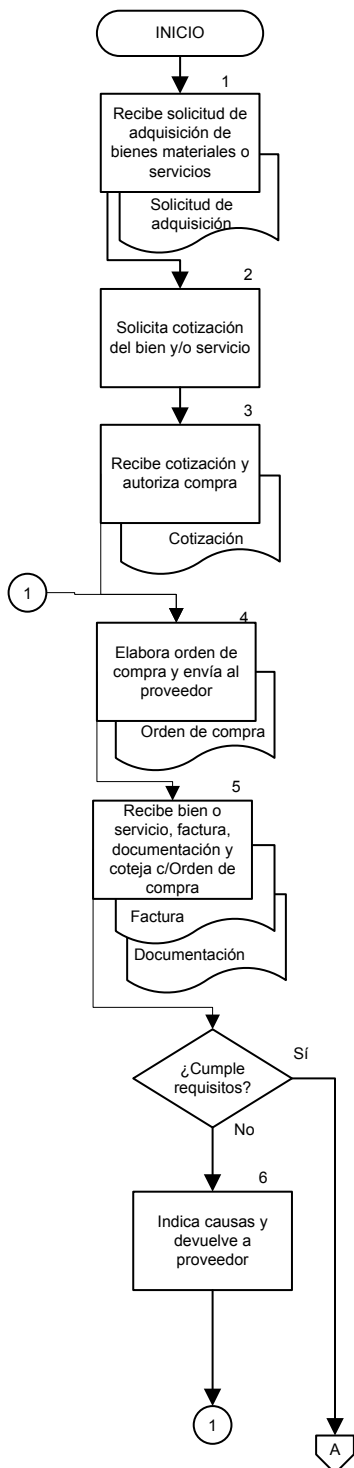 INICIO
1
Recibe solicitud de
adquisición de
bienes materiales o
servicios
Solicitud de
adquisición
2
Solicita cotización
del bien y/o servicio
3
Recibe cotización y
autoriza compra
Cotización
1
4
Elabora orden de
compra y envía al
proveedor
Orden de compra
5
Recibe bien o
servicio, factura,
documentación y
coteja c/Orden de
compra
Factura
Documentación
¿Cumple
requisitos?
Sí
No
6
Indica causas y
devuelve a
proveedor
1
A